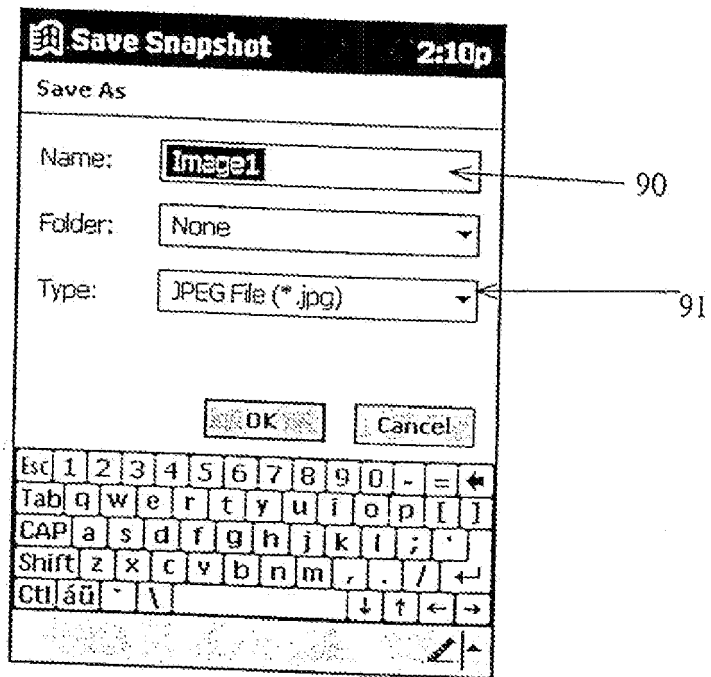 Save Snapshot 2:10p
Save As
Name: Image1 90
Folder: None
Type: JPEG File (*.jpg) 91
OK Cancel
Esc 1 2 3 4 5 6 7 8 9 0 - = ←
Tab q w e r t y u i o p [ ]
CAP a s d f g h j k l ; '
Shift z x c v b n m , . / ↵
Ctl áü ` \ ↓ ↑ ← →